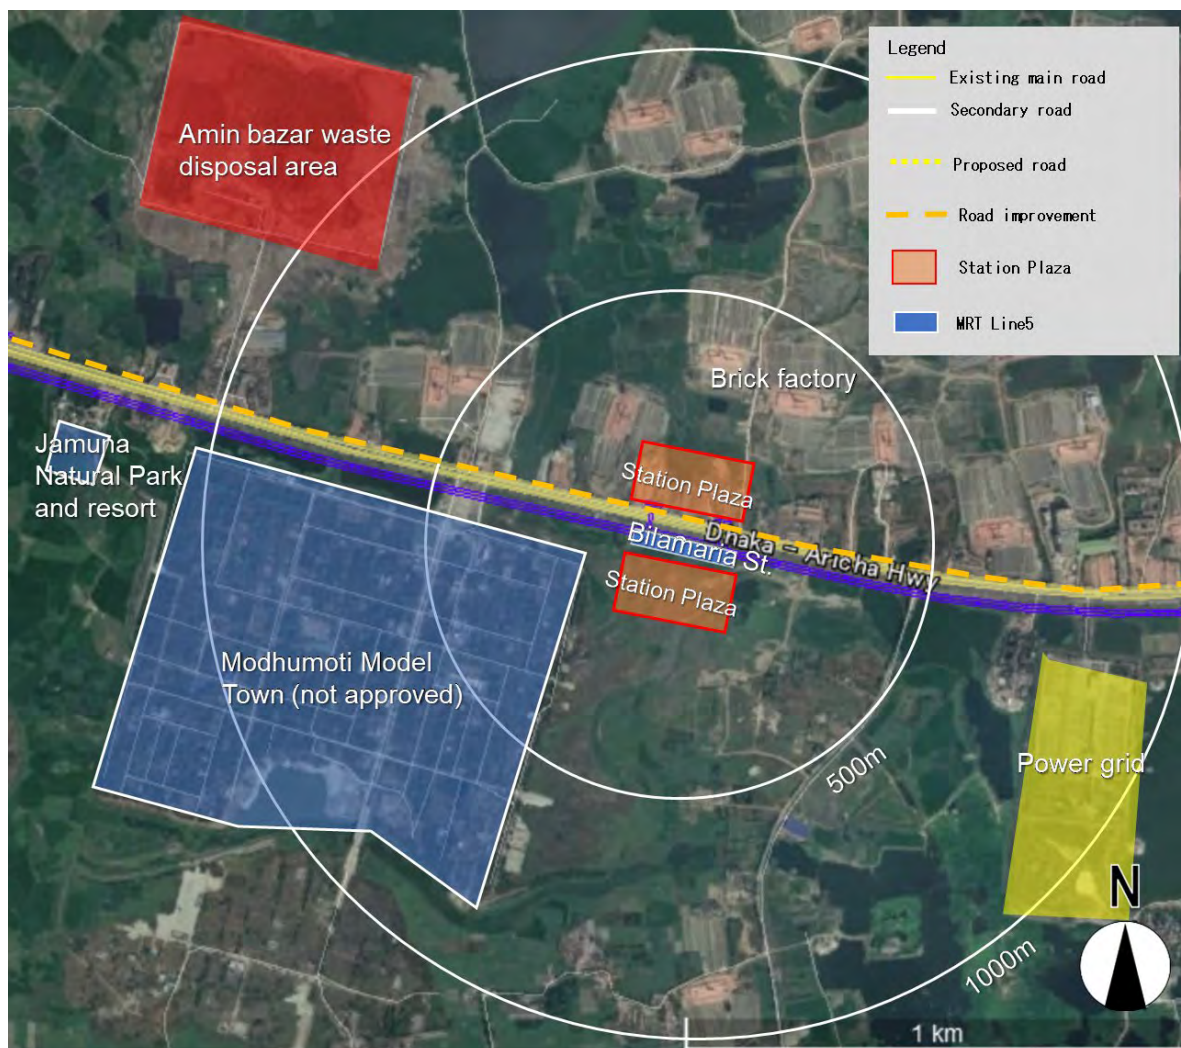 Legend
Existing main road
Secondary road
Proposed road
Road improvement
Station Plaza
MRT Line5
Amin bazar waste
disposal area
Brick factory
Jamuna
Natural Park
and resort
Station Plaza
Dhaka – Aricha Hwy
Bilamaria St.
Station Plaza
Modhumoti Model
Town (not approved)
Power grid
500m
N
1000m
1 km